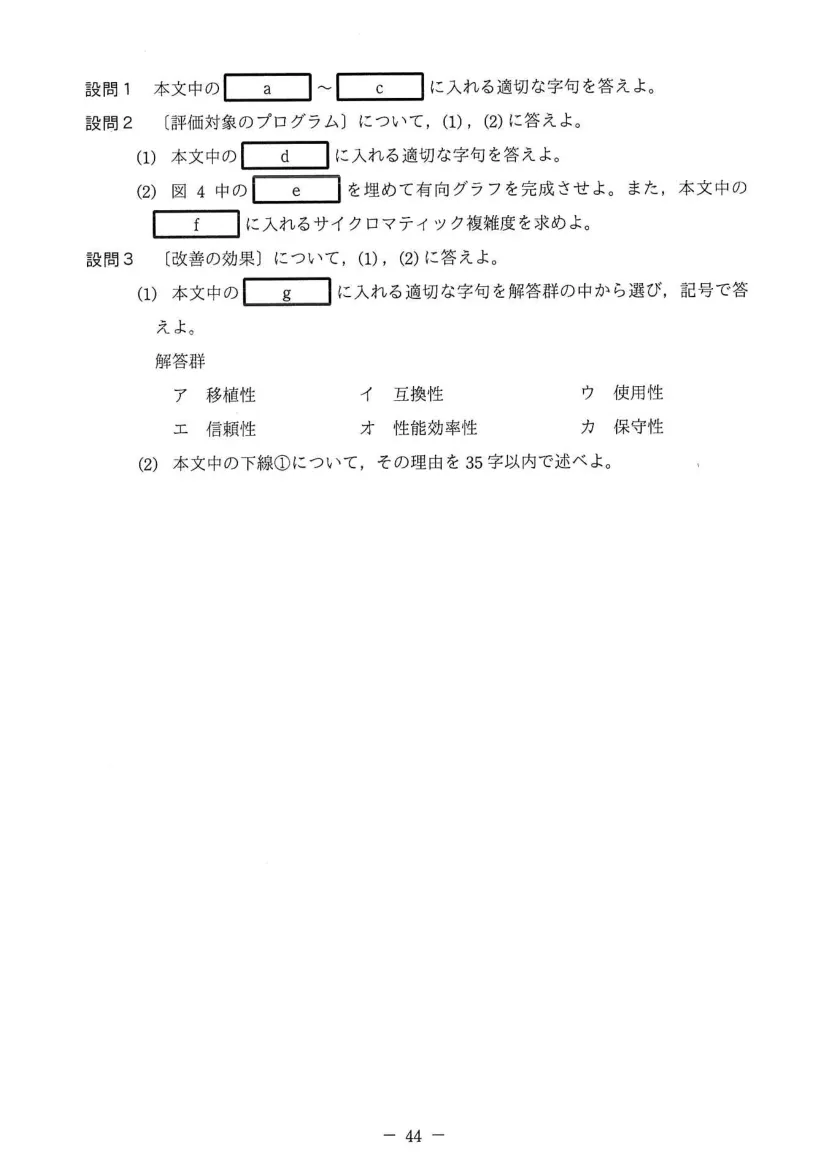 設問1 本文中の a ～ c に入れる適切な字句を答えよ。
設問2 〔評価対象のプログラム〕について，(1)，(2)に答えよ。
(1) 本文中の d に入れる適切な字句を答えよ。
(2) 図 4 中の e を埋めて有向グラフを完成させよ。また，本文中の
f に入れるサイクロマティック複雑度を求めよ。
設問3 〔改善の効果〕について，(1)，(2)に答えよ。
(1) 本文中の g に入れる適切な字句を解答群の中から選び，記号で答
えよ。
解答群
ア 移植性 イ 互換性 ウ 使用性
エ 信頼性 オ 性能効率性 カ 保守性
(2) 本文中の下線①について，その理由を 35 字以内で述べよ。
－ 44 －